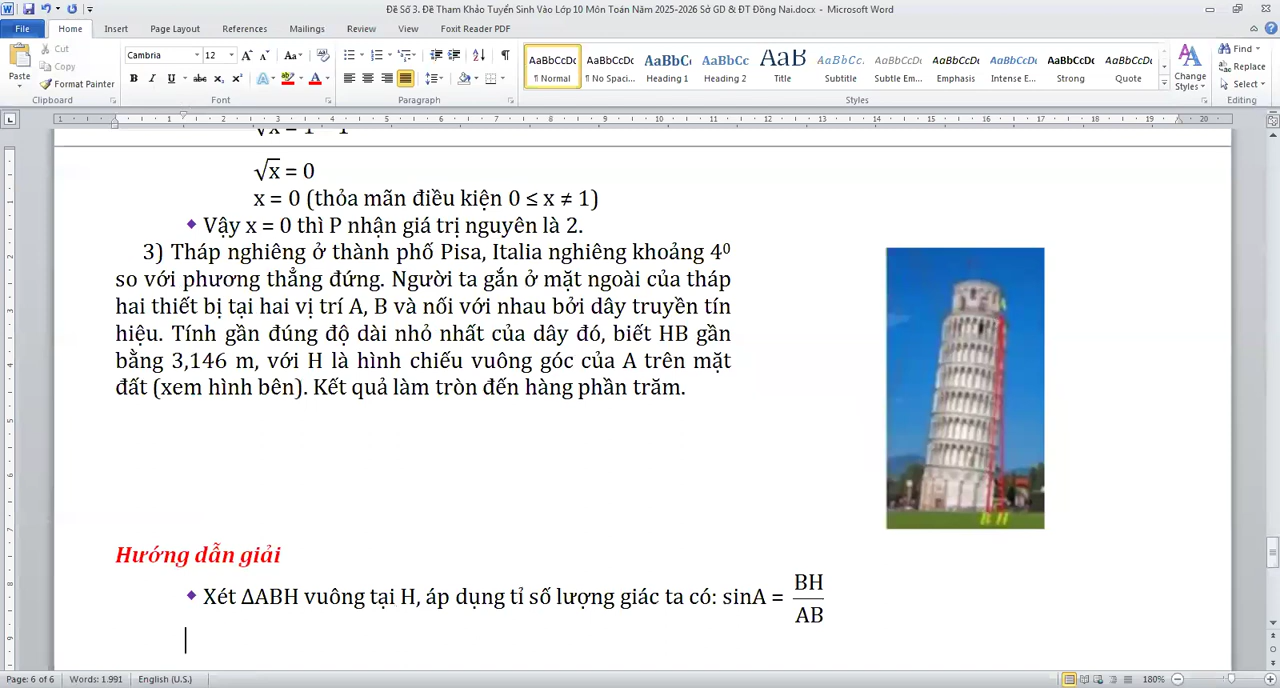 Đề Số 3. Đề Tham Khảo Tuyển Sinh Vào Lớp 10 Môn Toán Năm 2025-2026 Sở GD & ĐT Đồng Nai.docx - Microsoft Word
File Home Insert Page Layout References Mailings Review View Foxit Reader PDF
Cut
Copy
Format Painter
Paste
Clipboard
Cambria 12
Font
Paragraph
AaBbCcDc AaBbCcDc AaBbC AaBbCc AaB AaBbCc. AaBbCcDc AaBbCcDc AaBbCcDc AaBbCcDc AaBbCcDc
¶ Normal ¶ No Spaci... Heading 1 Heading 2 Title Subtitle Subtle Em... Emphasis Intense E... Strong Quote
Styles
Change Styles
Find
Replace
Select
Editing
√x = 0
x = 0 (thỏa mãn điều kiện 0 ≤ x ≠ 1)
Vậy x = 0 thì P nhận giá trị nguyên là 2.
3) Tháp nghiêng ở thành phố Pisa, Italia nghiêng khoảng 4⁰
so với phương thẳng đứng. Người ta gắn ở mặt ngoài của tháp
hai thiết bị tại hai vị trí A, B và nối với nhau bởi dây truyền tín
hiệu. Tính gần đúng độ dài nhỏ nhất của dây đó, biết HB gần
bằng 3,146 m, với H là hình chiếu vuông góc của A trên mặt
đất (xem hình bên). Kết quả làm tròn đến hàng phần trăm.
A
B H
Hướng dẫn giải
Xét ΔABH vuông tại H, áp dụng tỉ số lượng giác ta có: sinA = BH
AB
Page: 6 of 6 Words: 1.991 English (U.S.) 180%